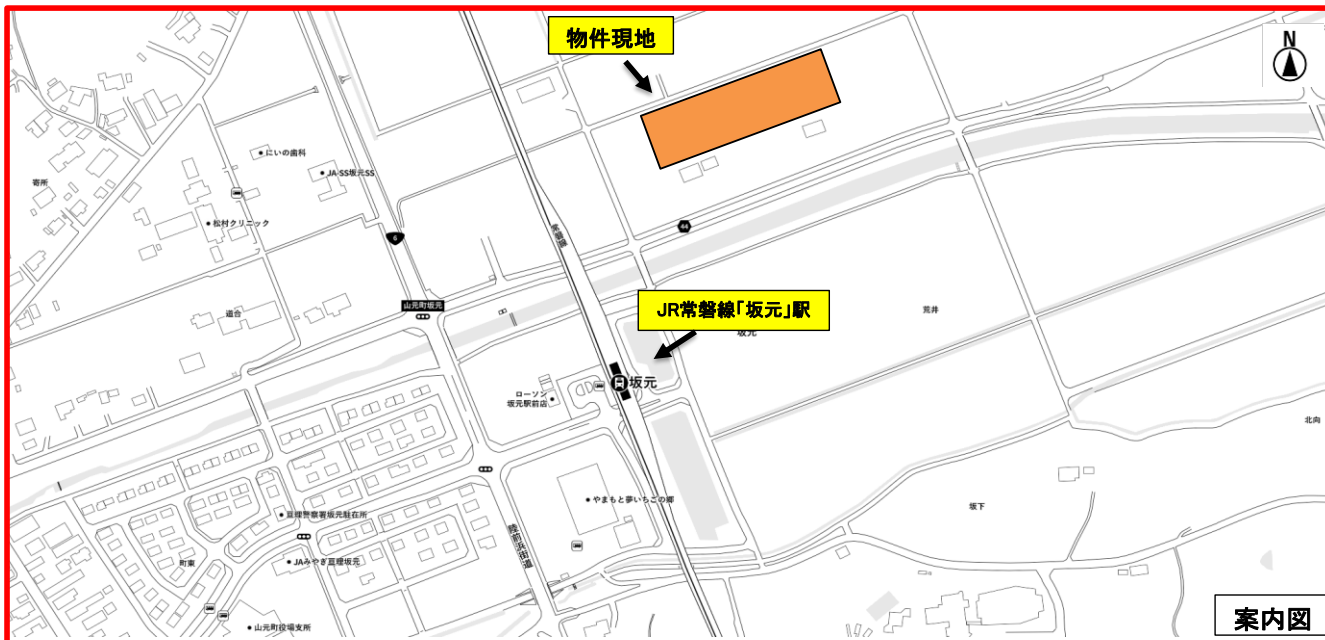 物件現地
N
にいの歯科
JA-SS坂元SS
寄所
松村クリニック
6
常磐線
44
山元町坂元
道合
JR常磐線「坂元」駅
坂元
荒井
坂元
ローソン
坂元駅前店
北向
やまもと夢いちごの郷
坂下
亘理警察署坂元駐在所
陸前浜街道
町東
JAみやぎ亘理坂元
山元町役場支所
案内図